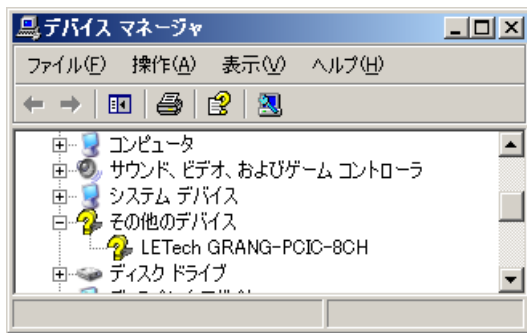 デバイス マネージャ
ファイル(F) 操作(A) 表示(V) ヘルプ(H)
コンピュータ
サウンド、ビデオ、およびゲーム コントローラ
システム デバイス
その他のデバイス
LETech GRANG-PCIC-8CH
ディスク ドライブ